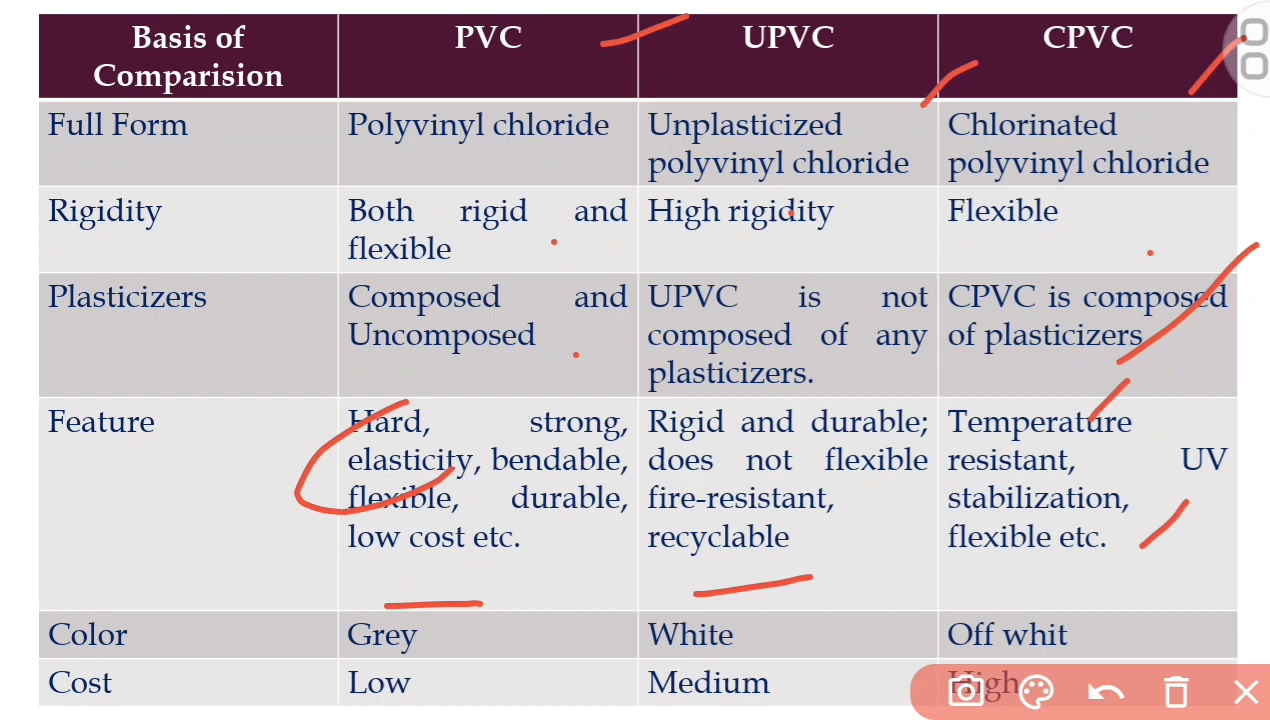 Basis of Comparision PVC UPVC CPVC
Full Form Polyvinyl chloride Unplasticized polyvinyl chloride Chlorinated polyvinyl chloride
Rigidity Both rigid and flexible High rigidity Flexible
Plasticizers Composed and Uncomposed UPVC is not composed of any plasticizers. CPVC is composed of plasticizers
Feature Hard, strong, elasticity, bendable, flexible, durable, low cost etc. Rigid and durable; does not flexible fire-resistant, recyclable Temperature resistant, UV stabilization, flexible etc.
Color Grey White Off whit
Cost Low Medium High